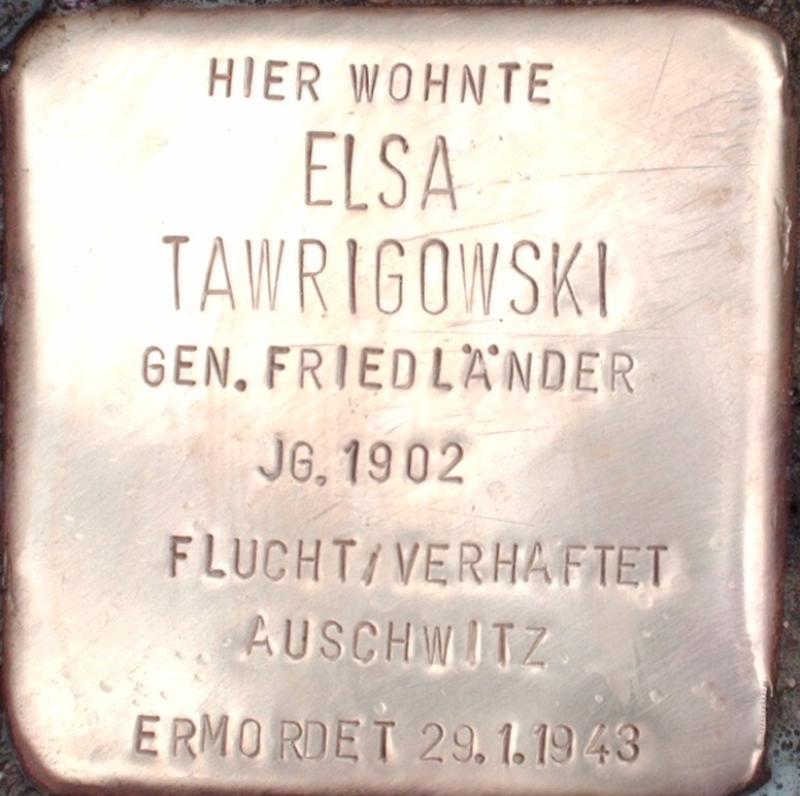 HIER WOHNTE
ELSA
TAWRIGOWSKI
GEN. FRIEDLÄNDER
JG. 1902
FLUCHT/VERHAFTET
AUSCHWITZ
ERMORDET 29.1.1943